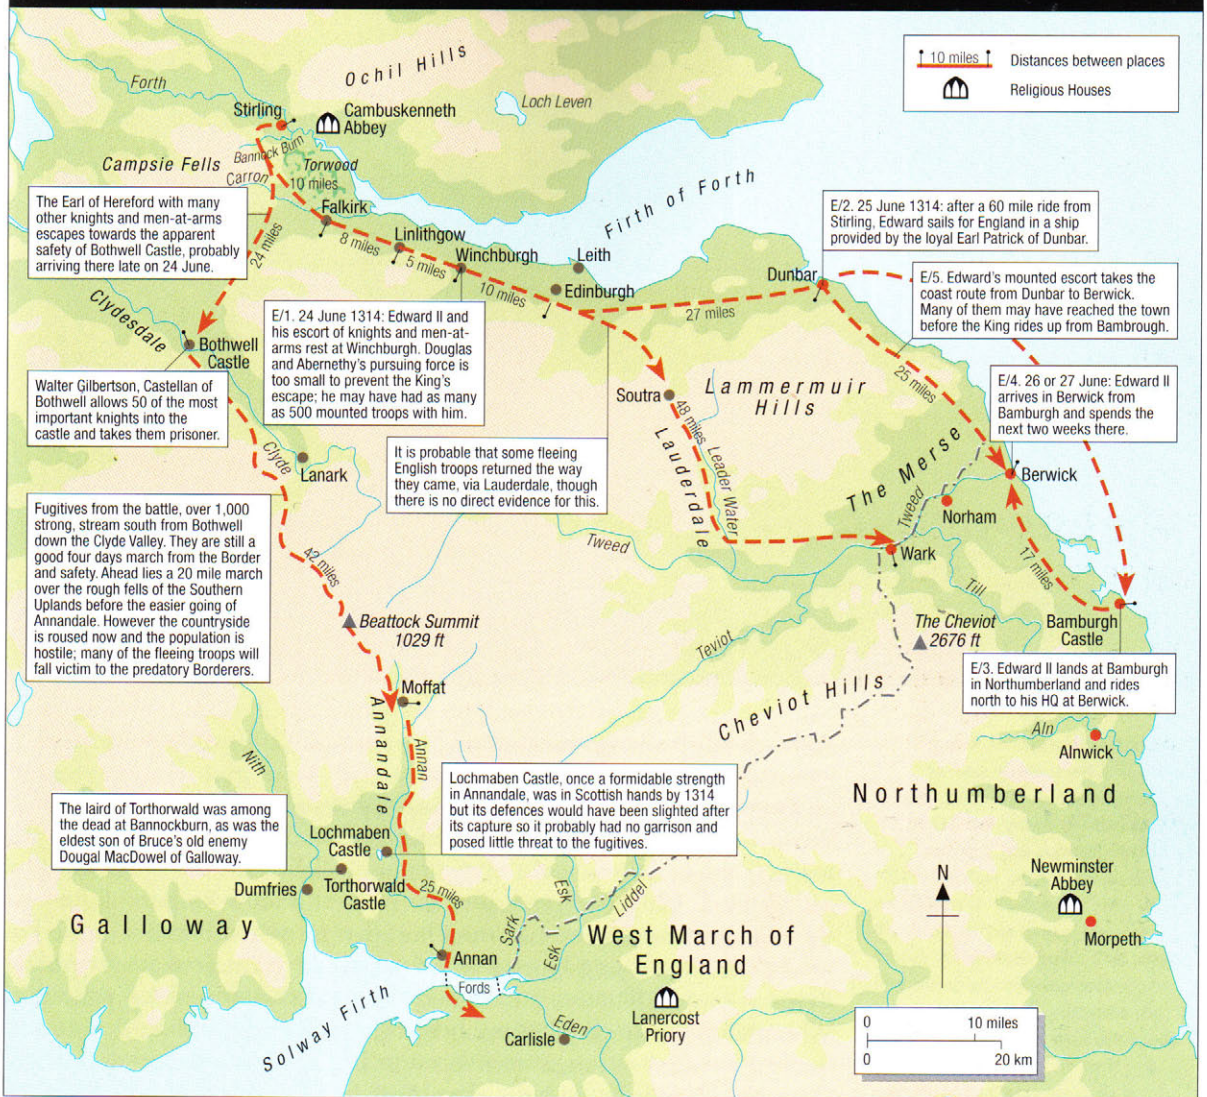 10 miles
Distances between places
Religious Houses
Ochil Hills
Forth
Loch Leven
Stirling
Cambuskenneth
Abbey
Bannock Burn
Campsie Fells
Torwood
Carron
10 miles
The Earl of Hereford with many
other knights and men-at-arms
escapes towards the apparent
safety of Bothwell Castle, probably
arriving there late on 24 June.
Falkirk
24 miles
8 miles
Linlithgow
5 miles
Winchburgh
Firth of Forth
Leith
10 miles
Edinburgh
E/2. 25 June 1314: after a 60 mile ride from
Stirling, Edward sails for England in a ship
provided by the loyal Earl Patrick of Dunbar.
Dunbar
27 miles
E/5. Edward's mounted escort takes the
coast route from Dunbar to Berwick.
Many of them may have reached the town
before the King rides up from Bambrough.
Clydesdale
Bothwell
Castle
E/1. 24 June 1314: Edward II and
his escort of knights and men-at-
arms rest at Winchburgh. Douglas
and Abernethy's pursuing force is
too small to prevent the King's
escape; he may have had as many
as 500 mounted troops with him.
Walter Gilbertson, Castellan of
Bothwell allows 50 of the most
important knights into the
castle and takes them prisoner.
Soutra
Lammermuir
Hills
25 miles
E/4. 26 or 27 June: Edward II
arrives in Berwick from
Bamburgh and spends the
next two weeks there.
48 miles
Lauderdale
Leader Water
It is probable that some fleeing
English troops returned the way
they came, via Lauderdale, though
there is no direct evidence for this.
The Merse
Clyde
Lanark
Berwick
Tweed
Norham
Fugitives from the battle, over 1,000
strong, stream south from Bothwell
down the Clyde Valley. They are still a
good four days march from the Border
and safety. Ahead lies a 20 mile march
over the rough fells of the Southern
Uplands before the easier going of
Annandale. However the countryside
is roused now and the population is
hostile; many of the fleeing troops will
fall victim to the predatory Borderers.
42 miles
Tweed
Wark
Till
17 miles
Beattock Summit
1029 ft
Teviot
The Cheviot
2676 ft
Bamburgh
Castle
E/3. Edward II lands at Bamburgh
in Northumberland and rides
north to his HQ at Berwick.
Moffat
Cheviot Hills
Annandale
Annan
Nith
Aln
Alnwick
Lochmaben Castle, once a formidable strength
in Annandale, was in Scottish hands by 1314
but its defences would have been slighted after
its capture so it probably had no garrison and
posed little threat to the fugitives.
Northumberland
The laird of Torthorwald was among
the dead at Bannockburn, as was the
eldest son of Bruce's old enemy
Dougal MacDowel of Galloway.
Lochmaben
Castle
Dumfries
Torthorwald
Castle
25 miles
Esk
Liddel
N
Newminster
Abbey
Galloway
Sark
Esk
West March of
England
Morpeth
Annan
Fords
Solway Firth
Lanercost
Priory
Eden
Carlisle
0 10 miles
0 20 km